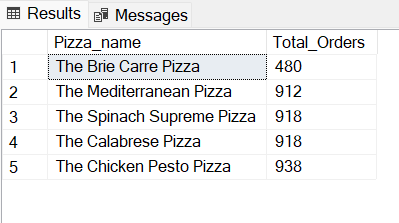 Results Messages
Pizza_name Total_Orders
1 The Brie Carre Pizza 480
2 The Mediterranean Pizza 912
3 The Spinach Supreme Pizza 918
4 The Calabrese Pizza 918
5 The Chicken Pesto Pizza 938